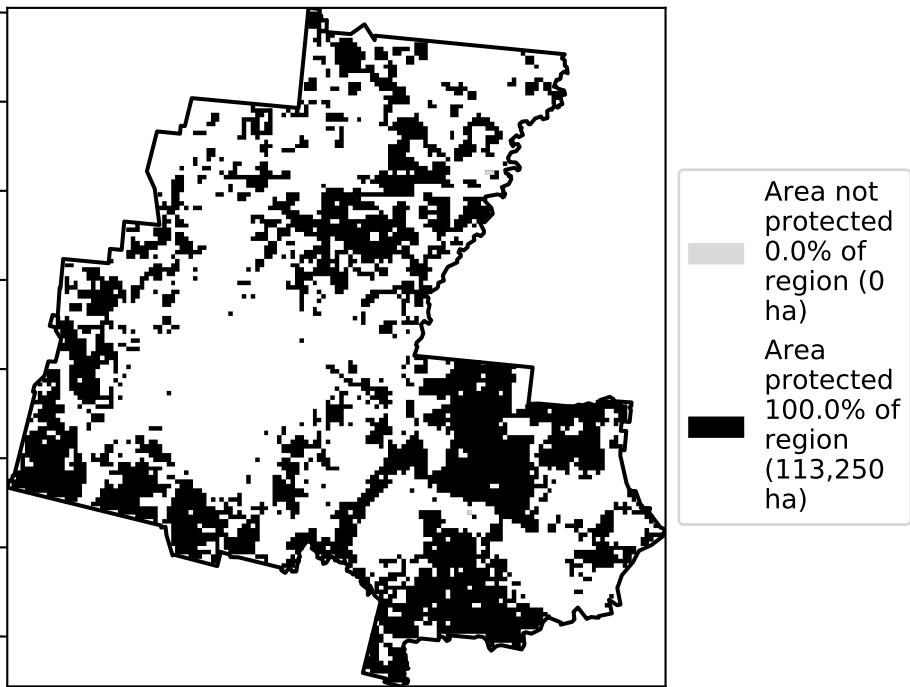 Area not
protected
0.0% of
region (0
ha)
Area
protected
100.0% of
region
(113,250
ha)